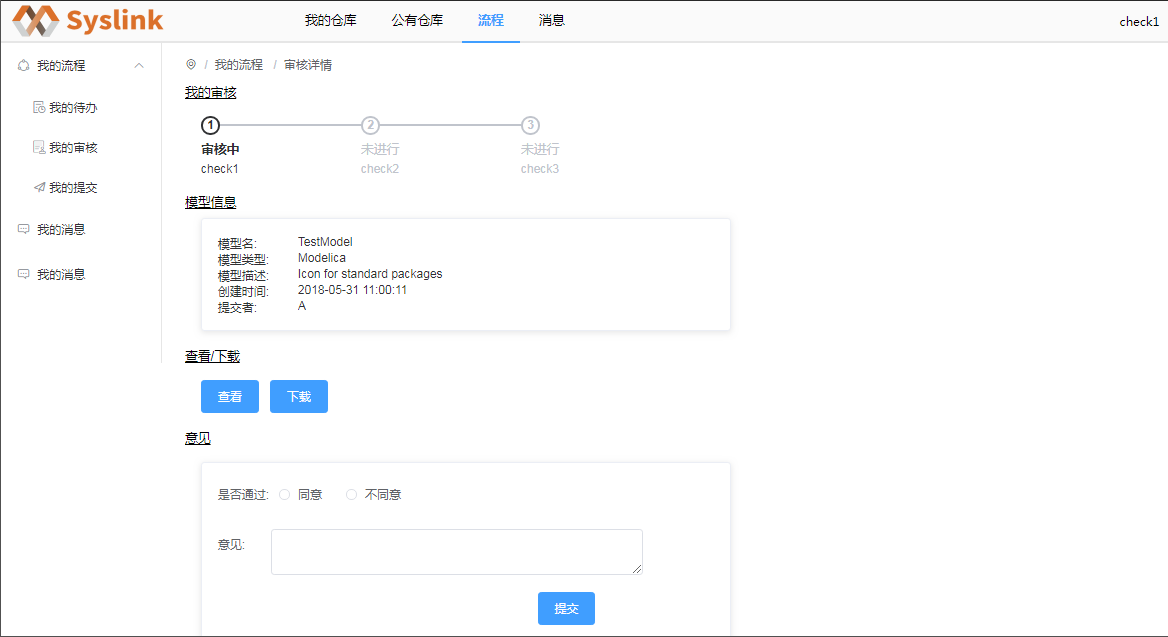 Syslink
我的仓库 公有仓库 流程 消息 check1
我的流程
我的待办
我的审核
我的提交
我的消息
我的消息
/ 我的流程 / 审核详情
我的审核
1 2 3
审核中 未进行 未进行
check1 check2 check3
模型信息
模型名: TestModel
模型类型: Modelica
模型描述: Icon for standard packages
创建时间: 2018-05-31 11:00:11
提交者: A
查看/下载
查看 下载
意见
是否通过: 同意 不同意
意见:
提交